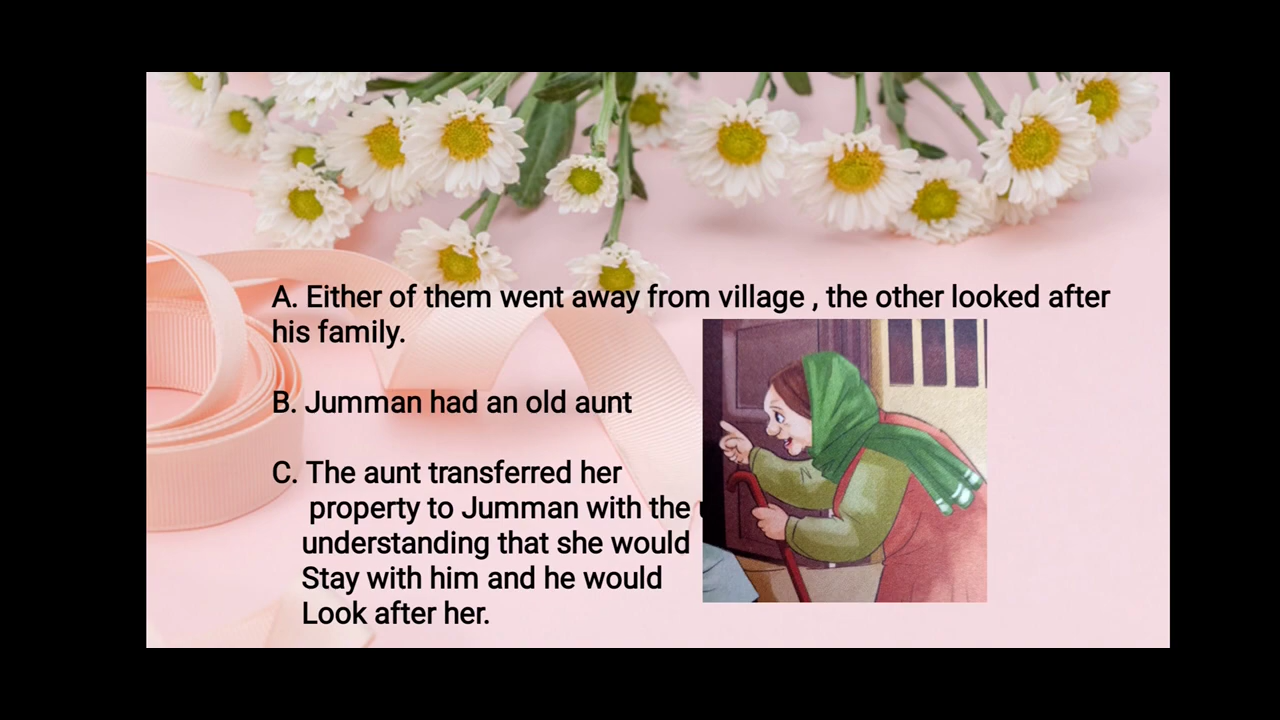 A. Either of them went away from village , the other looked after
his family.
B. Jumman had an old aunt
C. The aunt transferred her
property to Jumman with the
understanding that she would
Stay with him and he would
Look after her.